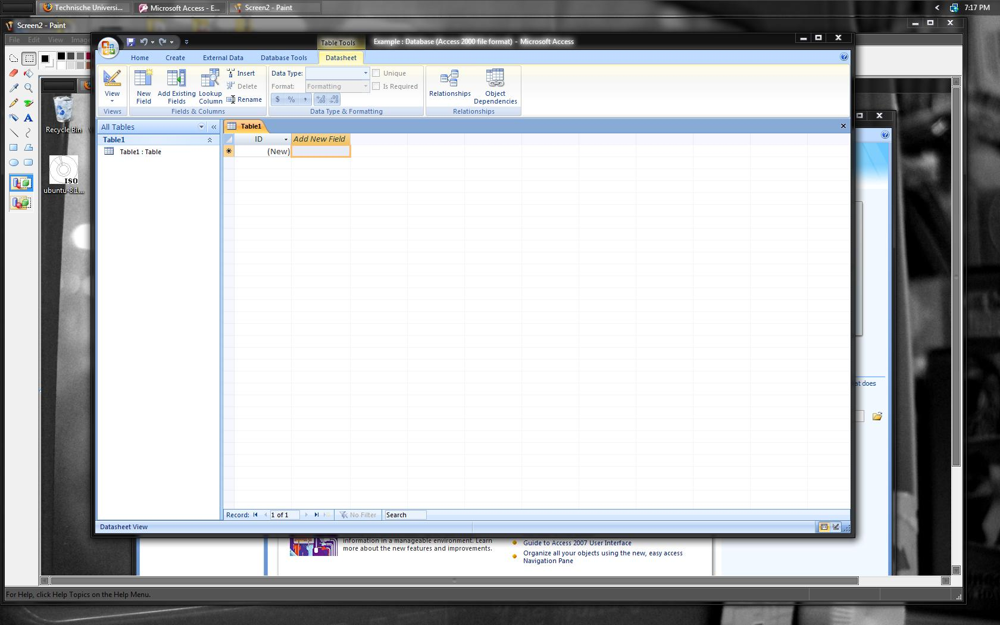 Technische Universi...
Microsoft Access - E...
Screen2 - Paint
7:17 PM
Screen2 - Paint
File Edit View Image
Table Tools
Example : Database (Access 2000 file format) - Microsoft Access
Home Create External Data Database Tools Datasheet
View
Views
New Field
Add Existing Fields
Lookup Column
Insert
Delete
Rename
Fields & Columns
Data Type:
Unique
Format: Formatting
Is Required
$ % ,
Data Type & Formatting
Relationships
Object Dependencies
Relationships
All Tables
Table1
Table1 : Table
Table1
ID Add New Field
(New)
Recycle Bin
ISO
ubuntu-8.1...
at does
Record: 1 of 1 No Filter Search
Datasheet View
information in a manageable environment. Learn
more about the new features and improvements.
Guide to Access 2007 User Interface
Organize all your objects using the new, easy access
Navigation Pane
For Help, click Help Topics on the Help Menu.